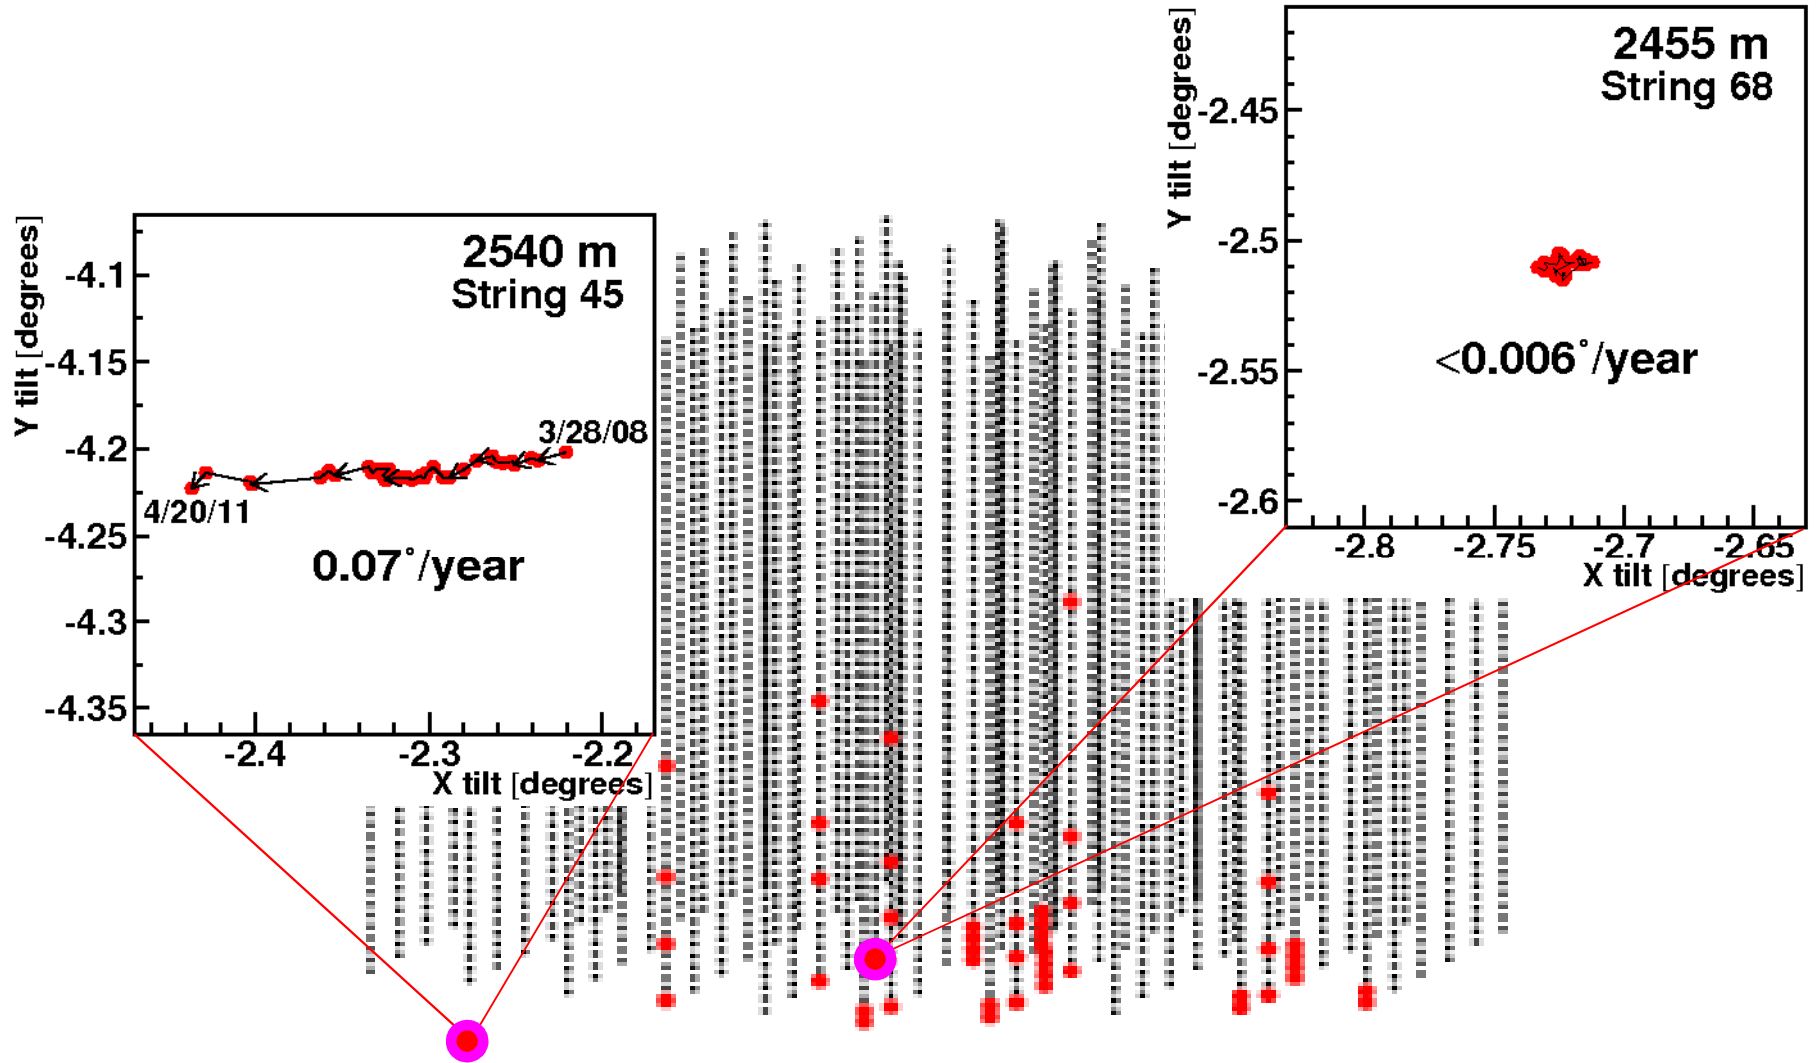 2455 m
String 68
Y tilt [degrees]
-2.45
-2.5
-2.55
-2.6
<0.006°/year
-2.8 -2.75 -2.7 -2.65
X tilt [degrees]
2540 m
String 45
Y tilt [degrees]
-4.1
-4.15
-4.2
-4.25
-4.3
-4.35
3/28/08
4/20/11
0.07°/year
-2.4 -2.3 -2.2
X tilt [degrees]